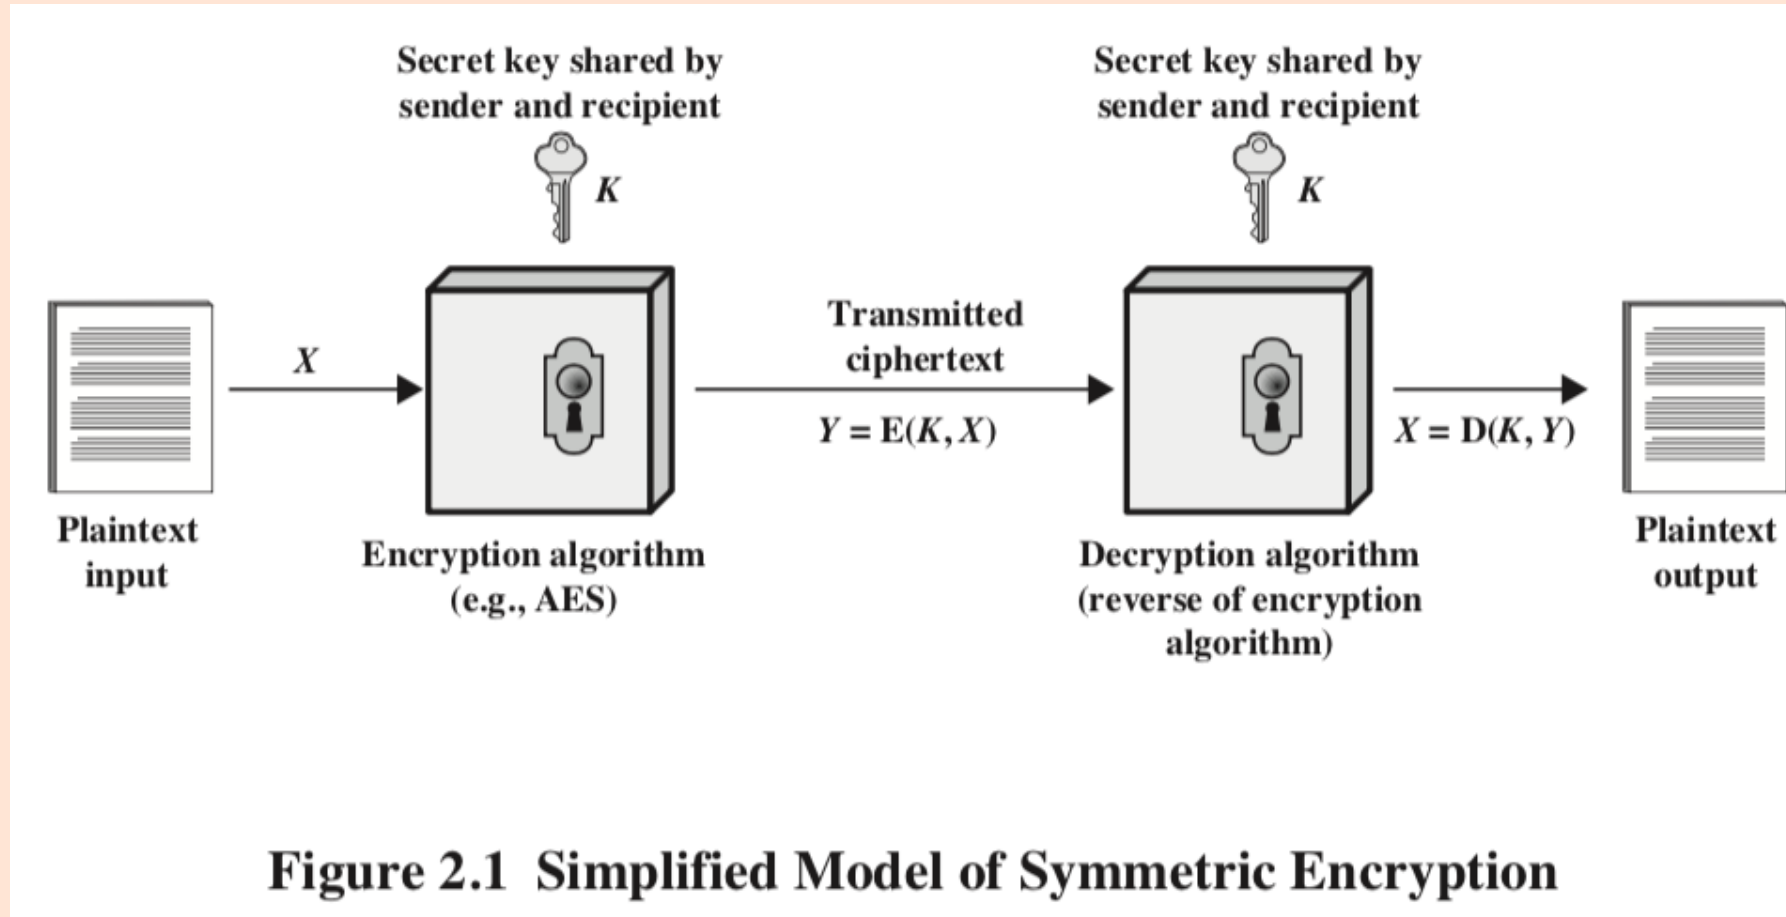 Secret key shared by
sender and recipient
K
Secret key shared by
sender and recipient
K
X
Transmitted
ciphertext
Y = E(K, X)
X = D(K, Y)
Plaintext
input
Encryption algorithm
(e.g., AES)
Decryption algorithm
(reverse of encryption
algorithm)
Plaintext
output
Figure 2.1 Simplified Model of Symmetric Encryption